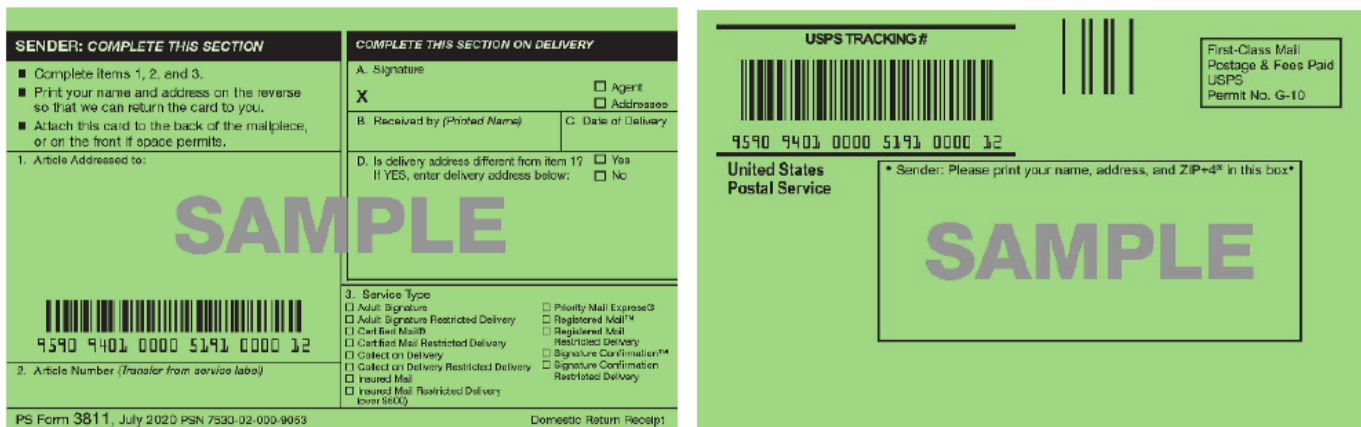 SENDER: COMPLETE THIS SECTION
■ Complete items 1, 2, and 3.
■ Print your name and address on the reverse
so that we can return the card to you.
■ Attach this card to the back of the mailpiece,
or on the front if space permits.
1. Article Addressed to:
9590 9401 0000 5191 0000 12
2. Article Number (Transfer from service label)
COMPLETE THIS SECTION ON DELIVERY
A. Signature
X
☐ Agent
☐ Addressee
B. Received by (Printed Name)
C. Date of Delivery
D. Is delivery address different from item 1? ☐ Yes
If YES, enter delivery address below: ☐ No
SAMPLE
3. Service Type
☐ Adult Signature
☐ Adult Signature Restricted Delivery
☐ Certified Mail®
☐ Certified Mail Restricted Delivery
☐ Collect on Delivery
☐ Collect on Delivery Restricted Delivery
☐ Insured Mail
☐ Insured Mail Restricted Delivery
(over $500)
☐ Priority Mail Express®
☐ Registered Mail™
☐ Registered Mail
Restricted Delivery
☐ Signature Confirmation™
☐ Signature Confirmation
Restricted Delivery
PS Form 3811, July 2020 PSN 7530-02-000-9053
Domestic Return Receipt
USPS TRACKING #
9590 9401 0000 5191 0000 12
First-Class Mail
Postage & Fees Paid
USPS
Permit No. G-10
United States
Postal Service
• Sender: Please print your name, address, and ZIP+4® in this box•
SAMPLE